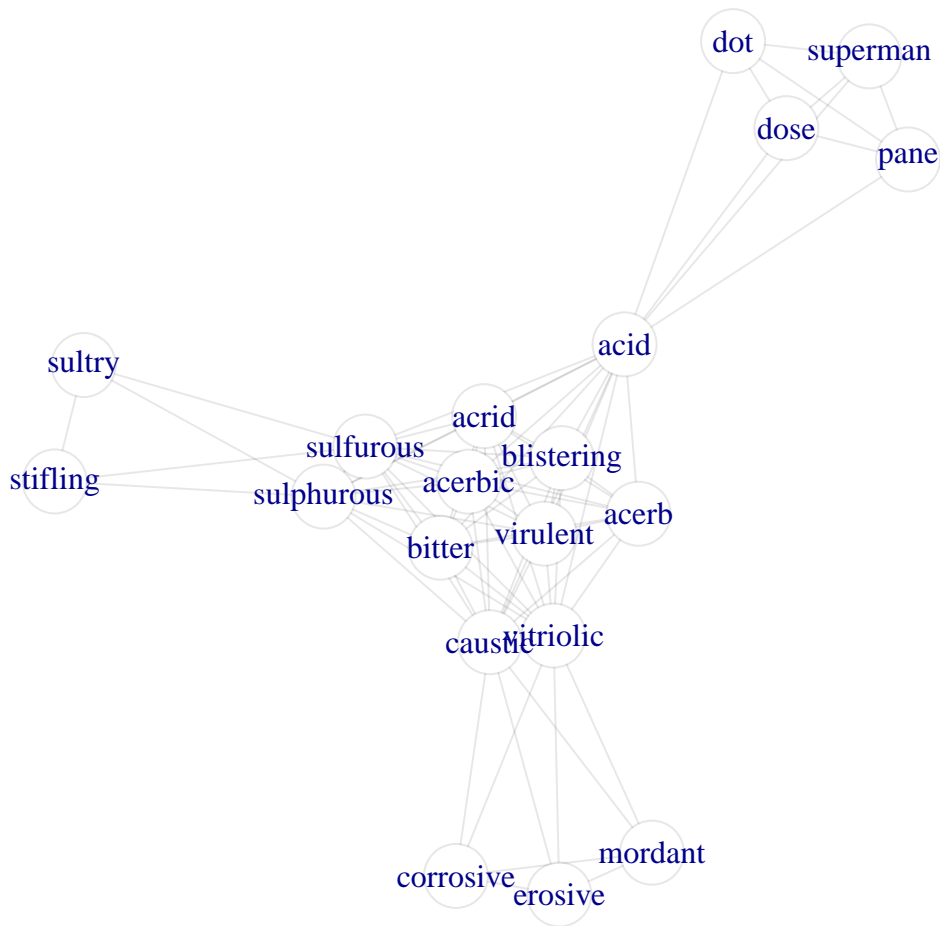 dot
superman
dose
pane
acid
sultry
acrid
sulfurous
blistering
stifling
sulphurous
acerbic
acerb
bitter
virulent
caustic
vitriolic
mordant
corrosive
erosive